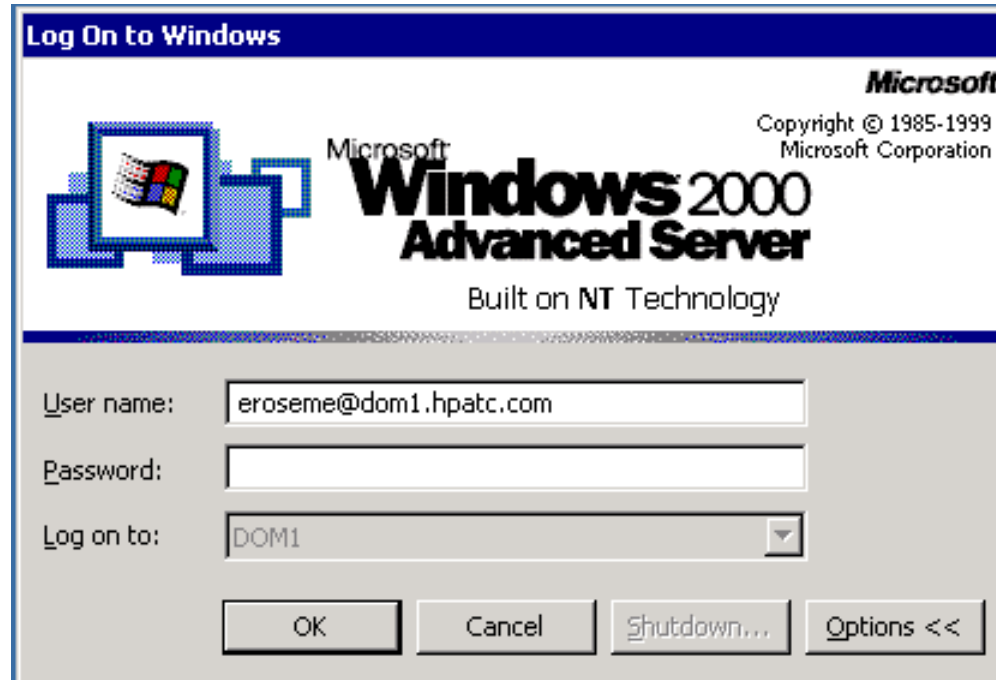 Log On to Windows
Microsoft
Copyright © 1985-1999
Microsoft Corporation
Microsoft
Windows 2000
Advanced Server
Built on NT Technology
User name: eroseme@dom1.hpatc.com
Password:
Log on to: DOM1
OK Cancel Shutdown... Options <<